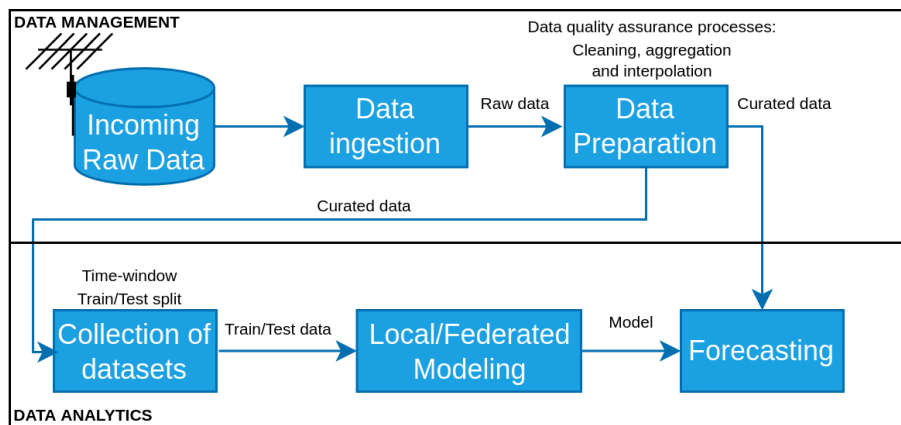 DATA MANAGEMENT
Data quality assurance processes:
Cleaning, aggregation
and interpolation
Incoming
Raw Data
Data
ingestion
Raw data
Data
Preparation
Curated data
Curated data
Time-window
Train/Test split
Collection of
datasets
Train/Test data
Local/Federated
Modeling
Model
Forecasting
DATA ANALYTICS